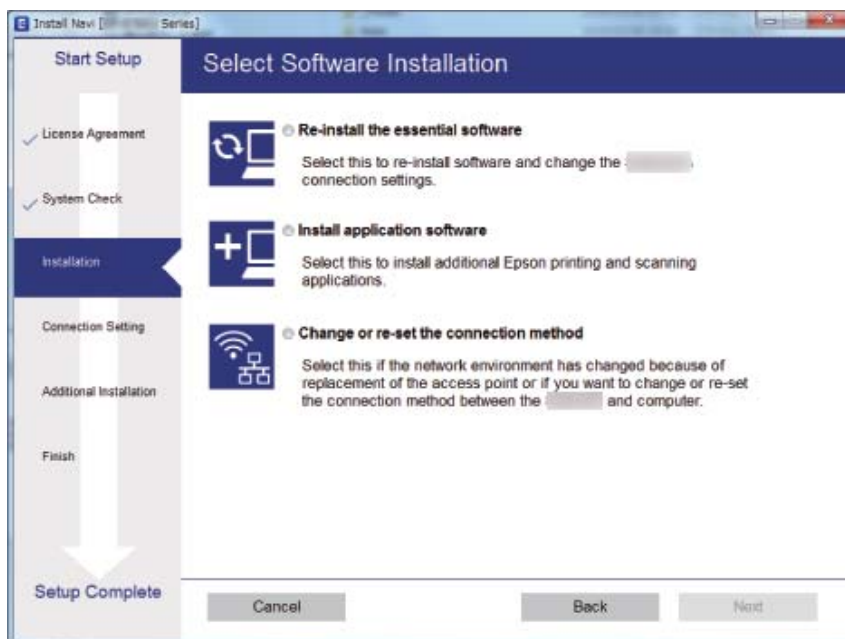 E Install Navi [ Series]
Start Setup
License Agreement
System Check
Installation
Connection Setting
Additional Installation
Finish
Setup Complete
Select Software Installation
Re-install the essential software
Select this to re-install software and change the
connection settings.
Install application software
Select this to install additional Epson printing and scanning
applications.
Change or re-set the connection method
Select this if the network environment has changed because of
replacement of the access point or if you want to change or re-set
the connection method between the and computer.
Cancel
Back
Next